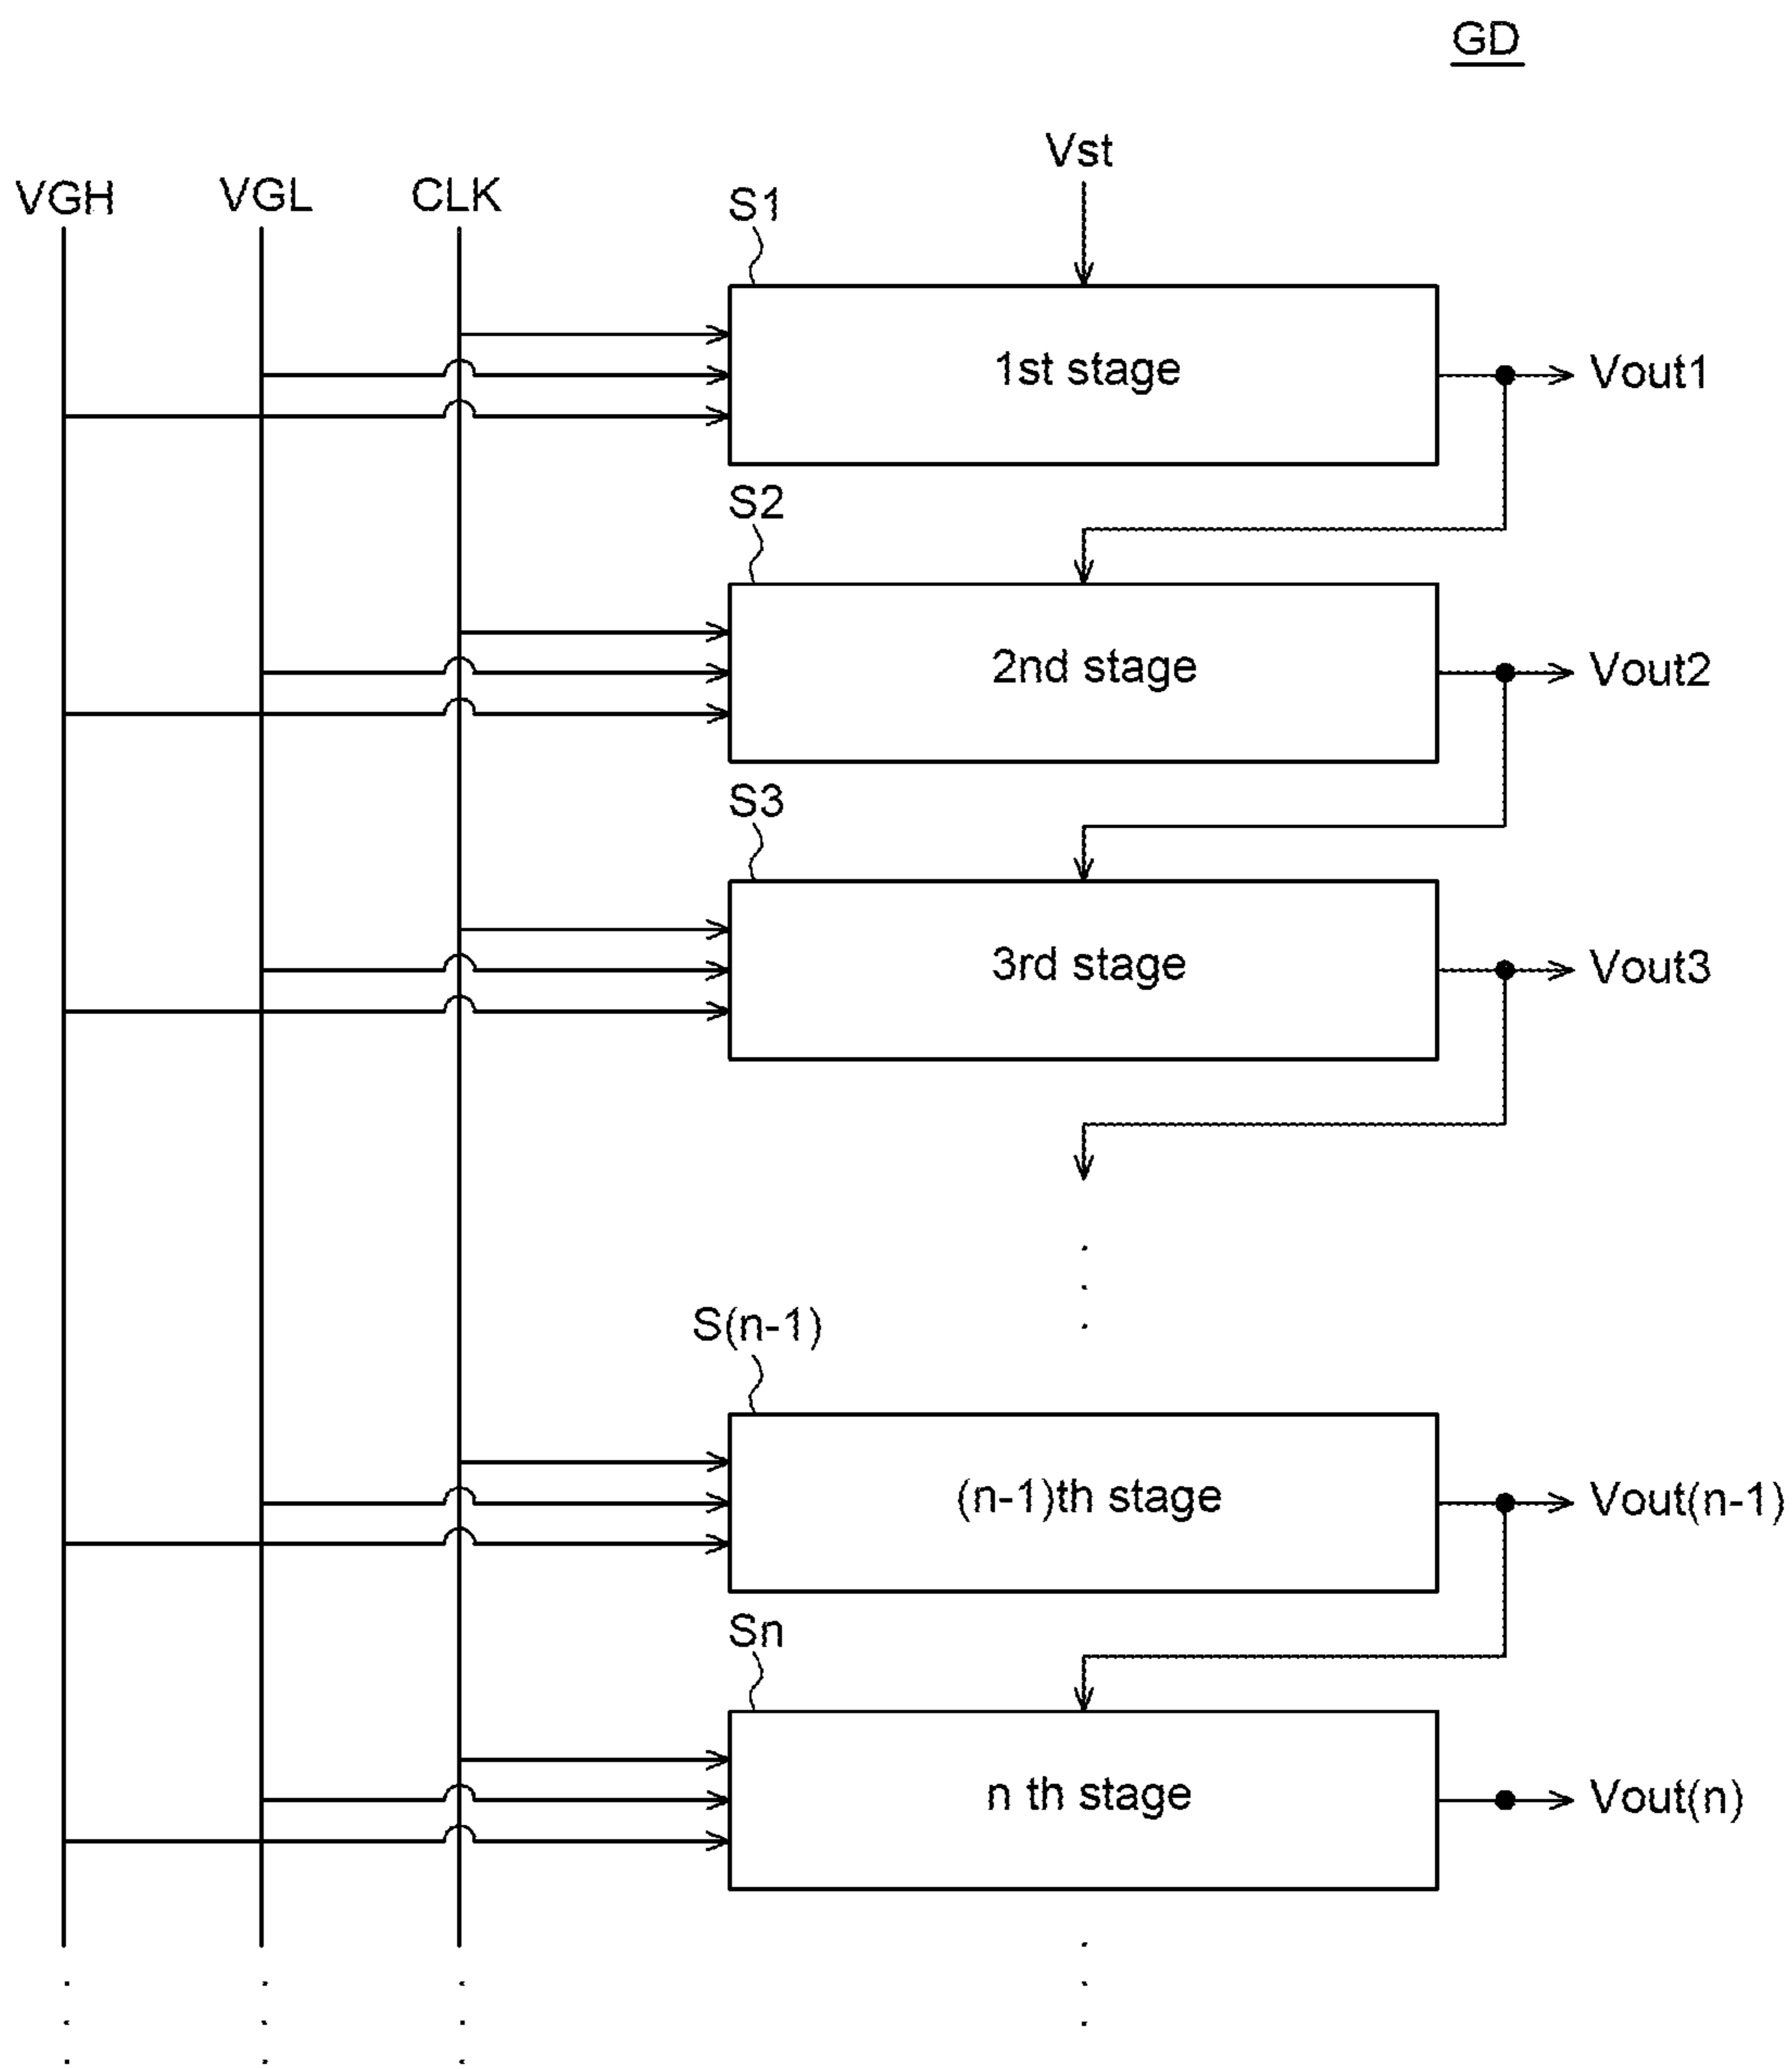 GD
Vst
VGH VGL CLK
S1
1st stage
Vout1
S2
2nd stage
Vout2
S3
3rd stage
Vout3
S(n-1)
(n-1)th stage
Vout(n-1)
Sn
n th stage
Vout(n)